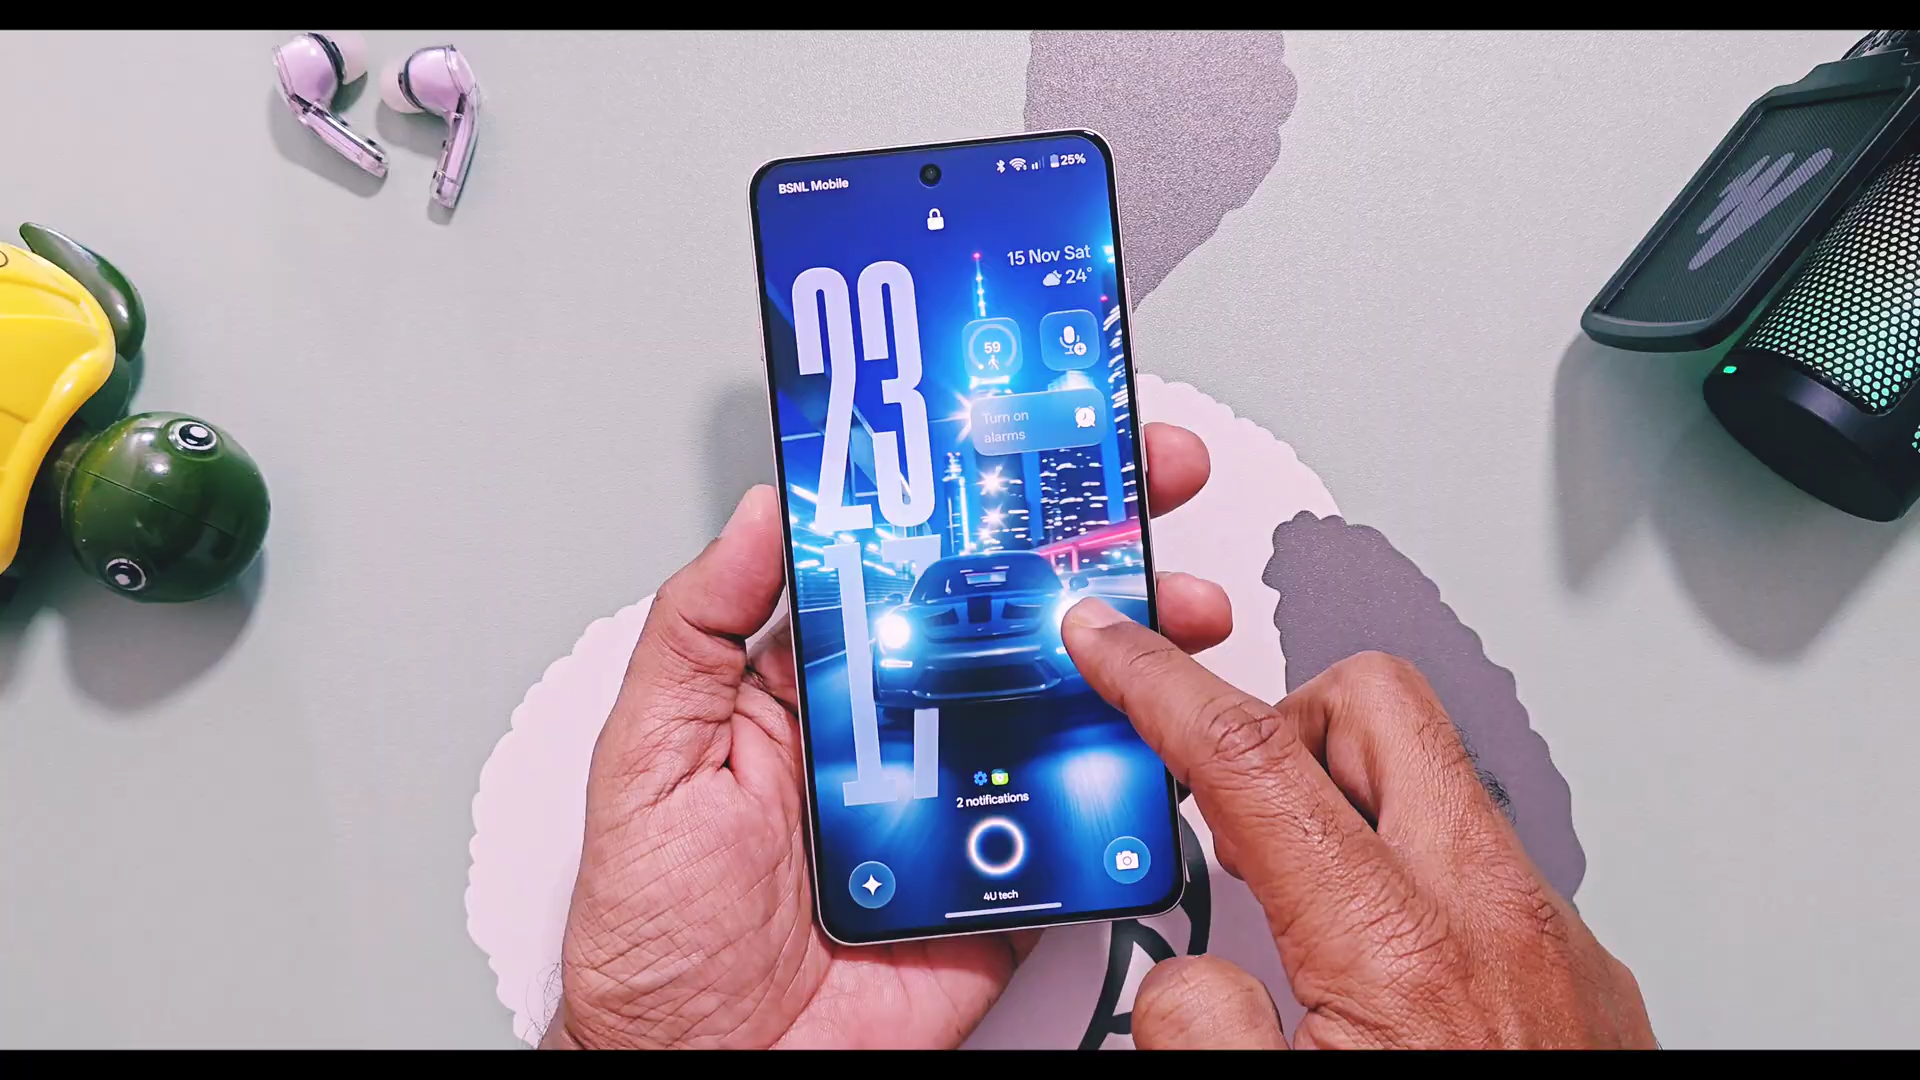 BSNL Mobile
25%
15 Nov Sat
24°
23
59
Turn on
alarms
17
2 notifications
4U tech